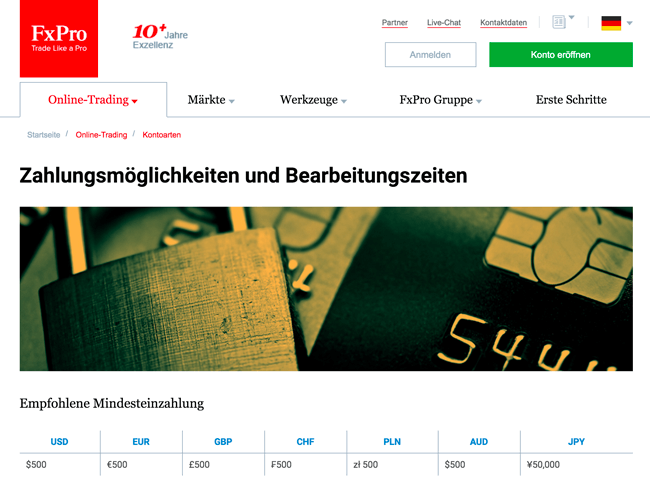 FxPro
Trade Like a Pro
10+ Jahre
Exzellenz
Partner
Live-Chat
Kontaktdaten
Anmelden
Konto eröffnen
Online-Trading
Märkte
Werkzeuge
FxPro Gruppe
Erste Schritte
Startseite / Online-Trading / Kontoarten
Zahlungsmöglichkeiten und Bearbeitungszeiten
544
Empfohlene Mindesteinzahlung
USD EUR GBP CHF PLN AUD JPY
$500 €500 £500 ₣500 zł 500 $500 ¥50,000